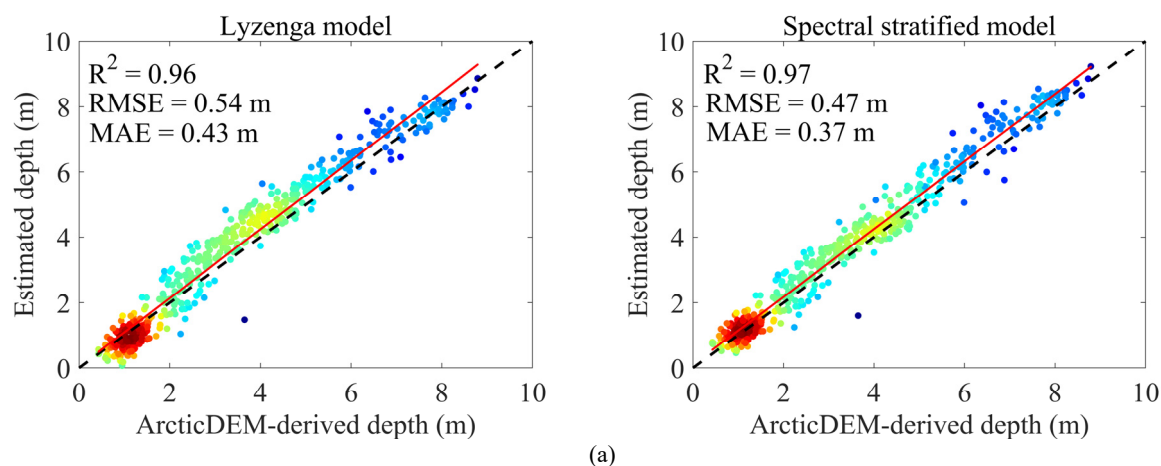 Lyzenga model
R² = 0.96
RMSE = 0.54 m
MAE = 0.43 m
10
8
6
4
2
0
Estimated depth (m)
0 2 4 6 8 10
ArcticDEM-derived depth (m)
Spectral stratified model
R² = 0.97
RMSE = 0.47 m
MAE = 0.37 m
10
8
6
4
2
0
Estimated depth (m)
0 2 4 6 8 10
ArcticDEM-derived depth (m)
(a)